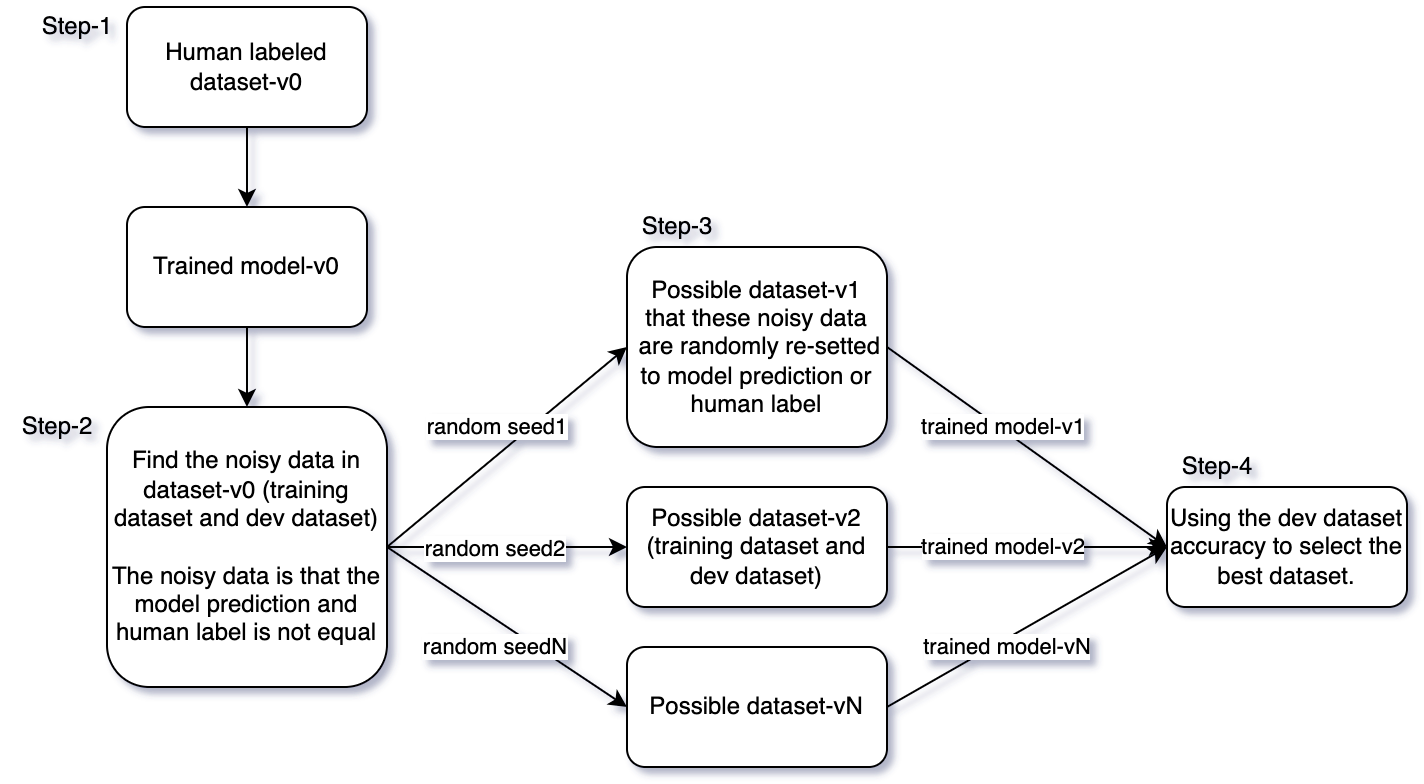 Step-1
Human labeled
dataset-v0
Trained model-v0
Step-2
Find the noisy data in
dataset-v0 (training
dataset and dev dataset)
The noisy data is that the
model prediction and
human label is not equal
random seed1
random seed2
random seedN
Step-3
Possible dataset-v1
that these noisy data
are randomly re-setted
to model prediction or
human label
Possible dataset-v2
(training dataset and
dev dataset)
Possible dataset-vN
trained model-v1
trained model-v2
trained model-vN
Step-4
Using the dev dataset
accuracy to select the
best dataset.